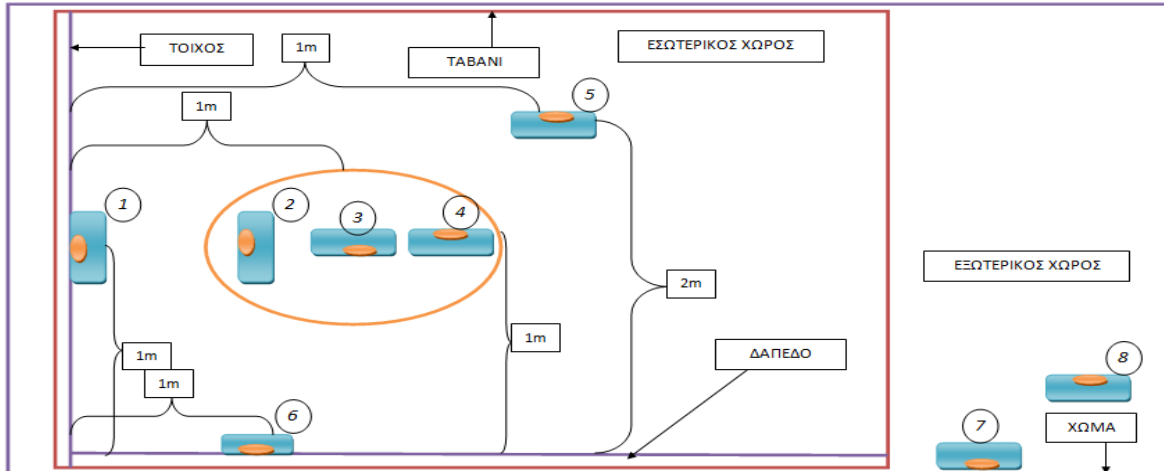 ΤΟΙΧΟΣ
1m
ΤΑΒΑΝΙ
ΕΣΩΤΕΡΙΚΟΣ ΧΩΡΟΣ
5
1m
1
2
3
4
ΕΞΩΤΕΡΙΚΟΣ ΧΩΡΟΣ
2m
1m
1m
1m
ΔΑΠΕΔΟ
8
6
7
ΧΩΜΑ